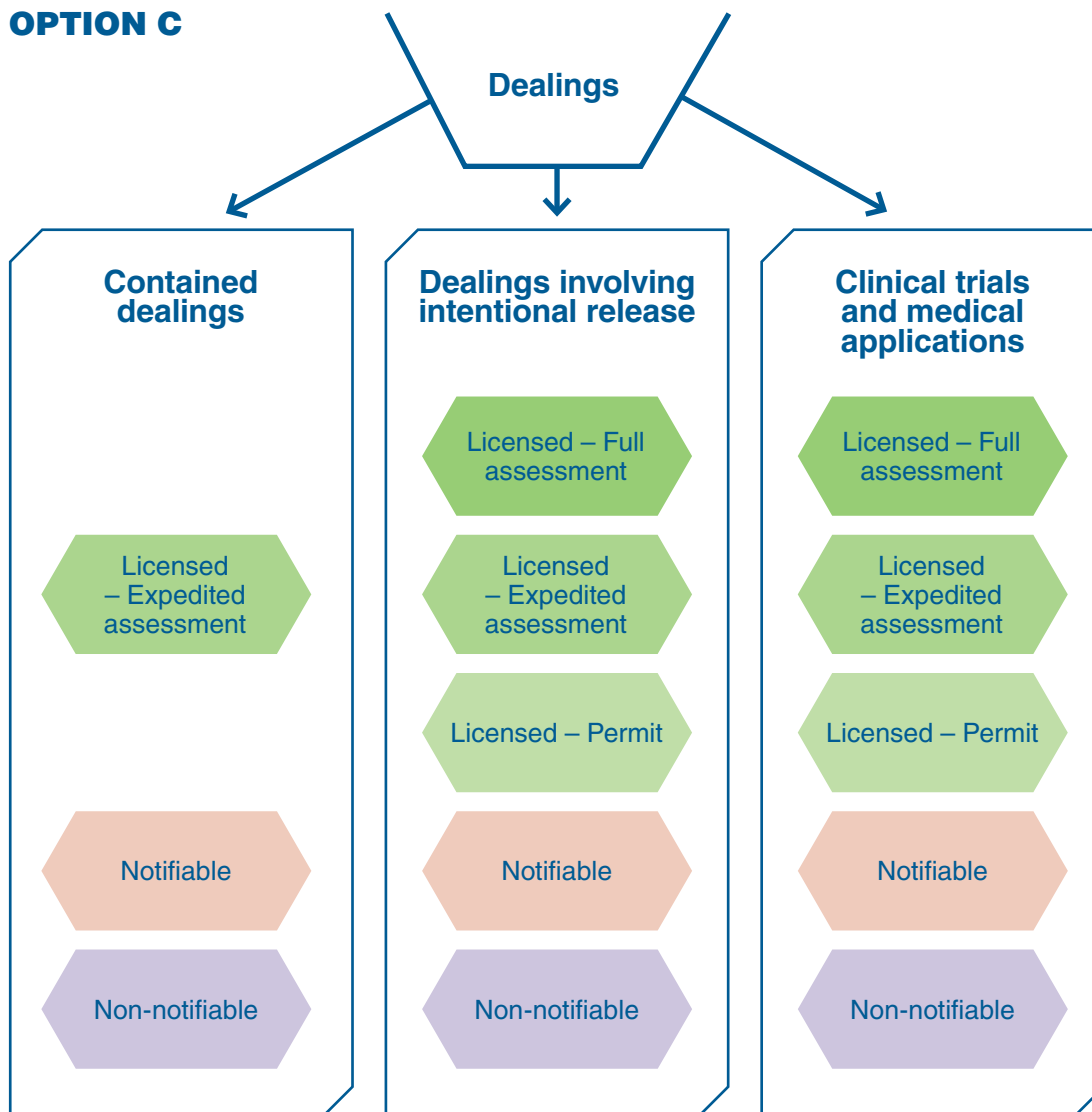 OPTION C
Dealings
Contained
dealings
Licensed
– Expedited
assessment
Notifiable
Non-notifiable
Dealings involving
intentional release
Licensed – Full
assessment
Licensed
– Expedited
assessment
Licensed – Permit
Notifiable
Non-notifiable
Clinical trials
and medical
applications
Licensed – Full
assessment
Licensed
– Expedited
assessment
Licensed – Permit
Notifiable
Non-notifiable